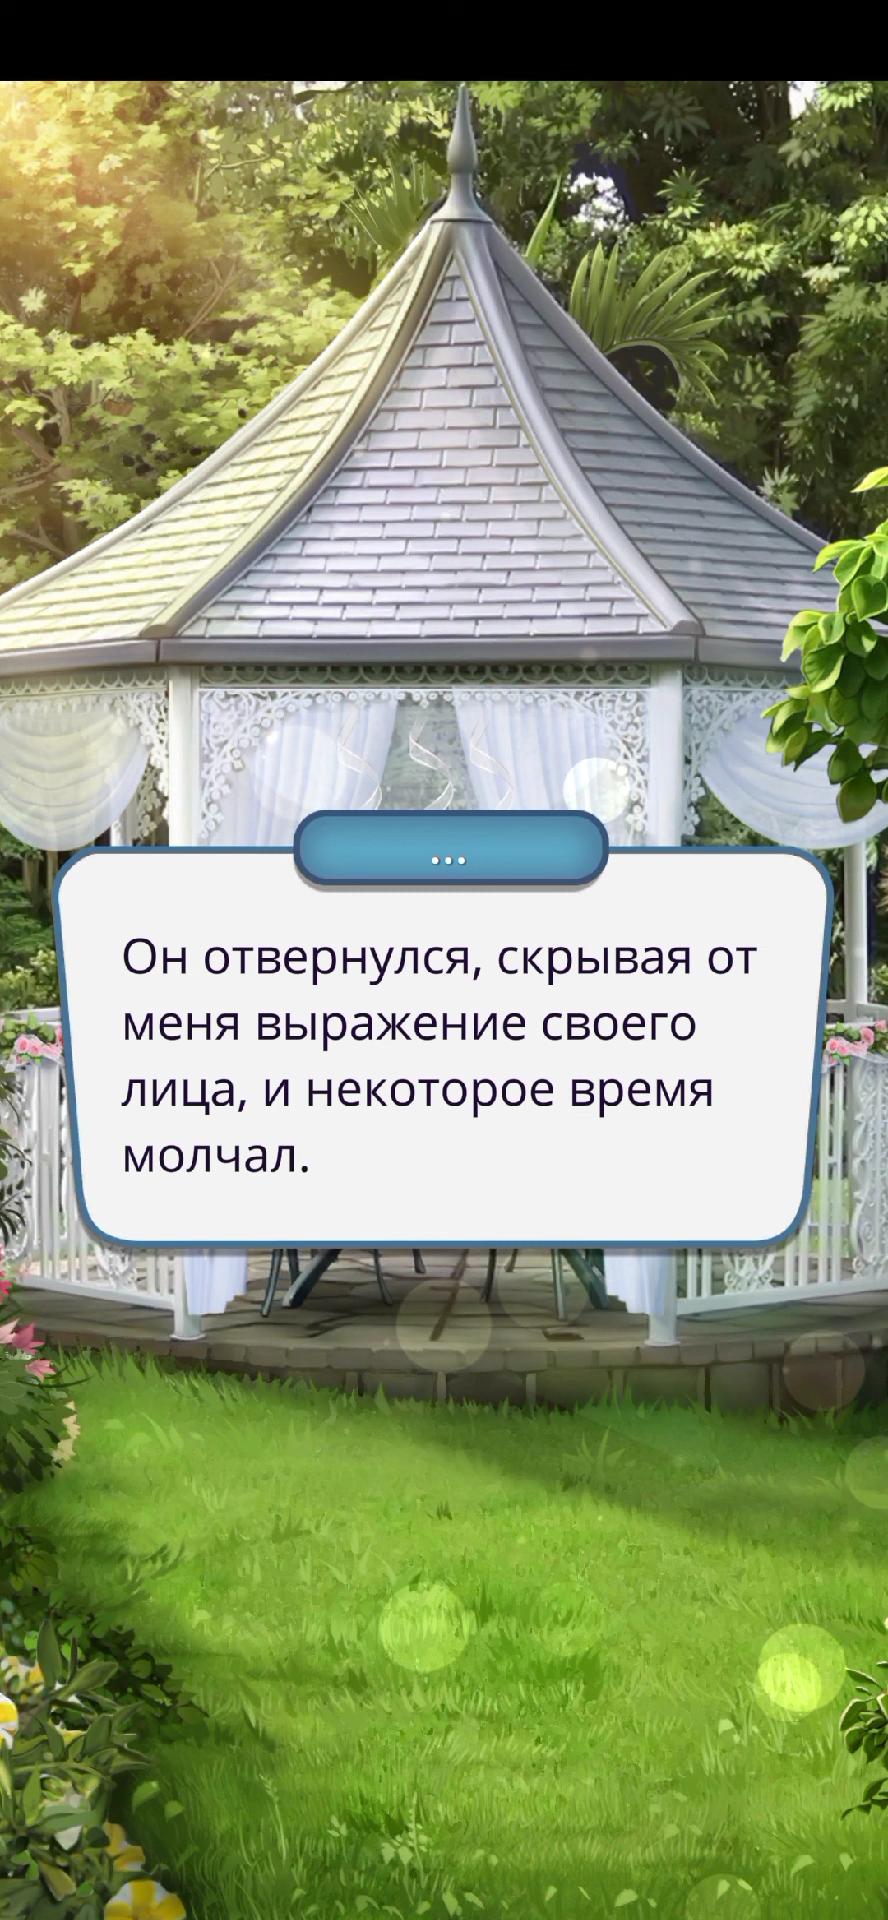 ...
Он отвернулся, скрывая от
меня выражение своего
лица, и некоторое время
молчал.